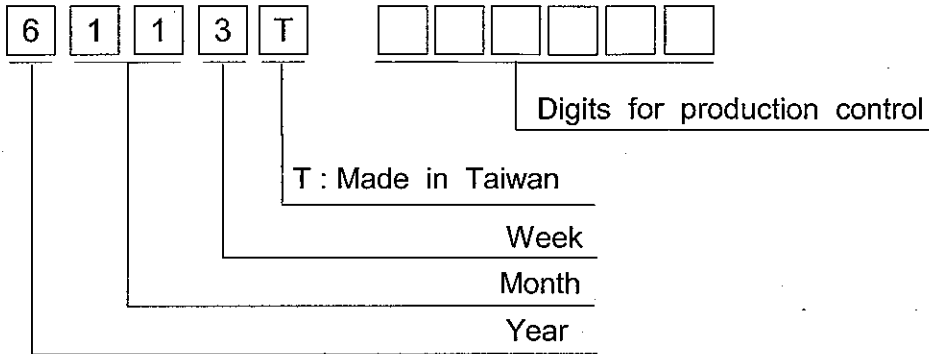 6 1 1 3 T
Digits for production control
T : Made in Taiwan
Week
Month
Year